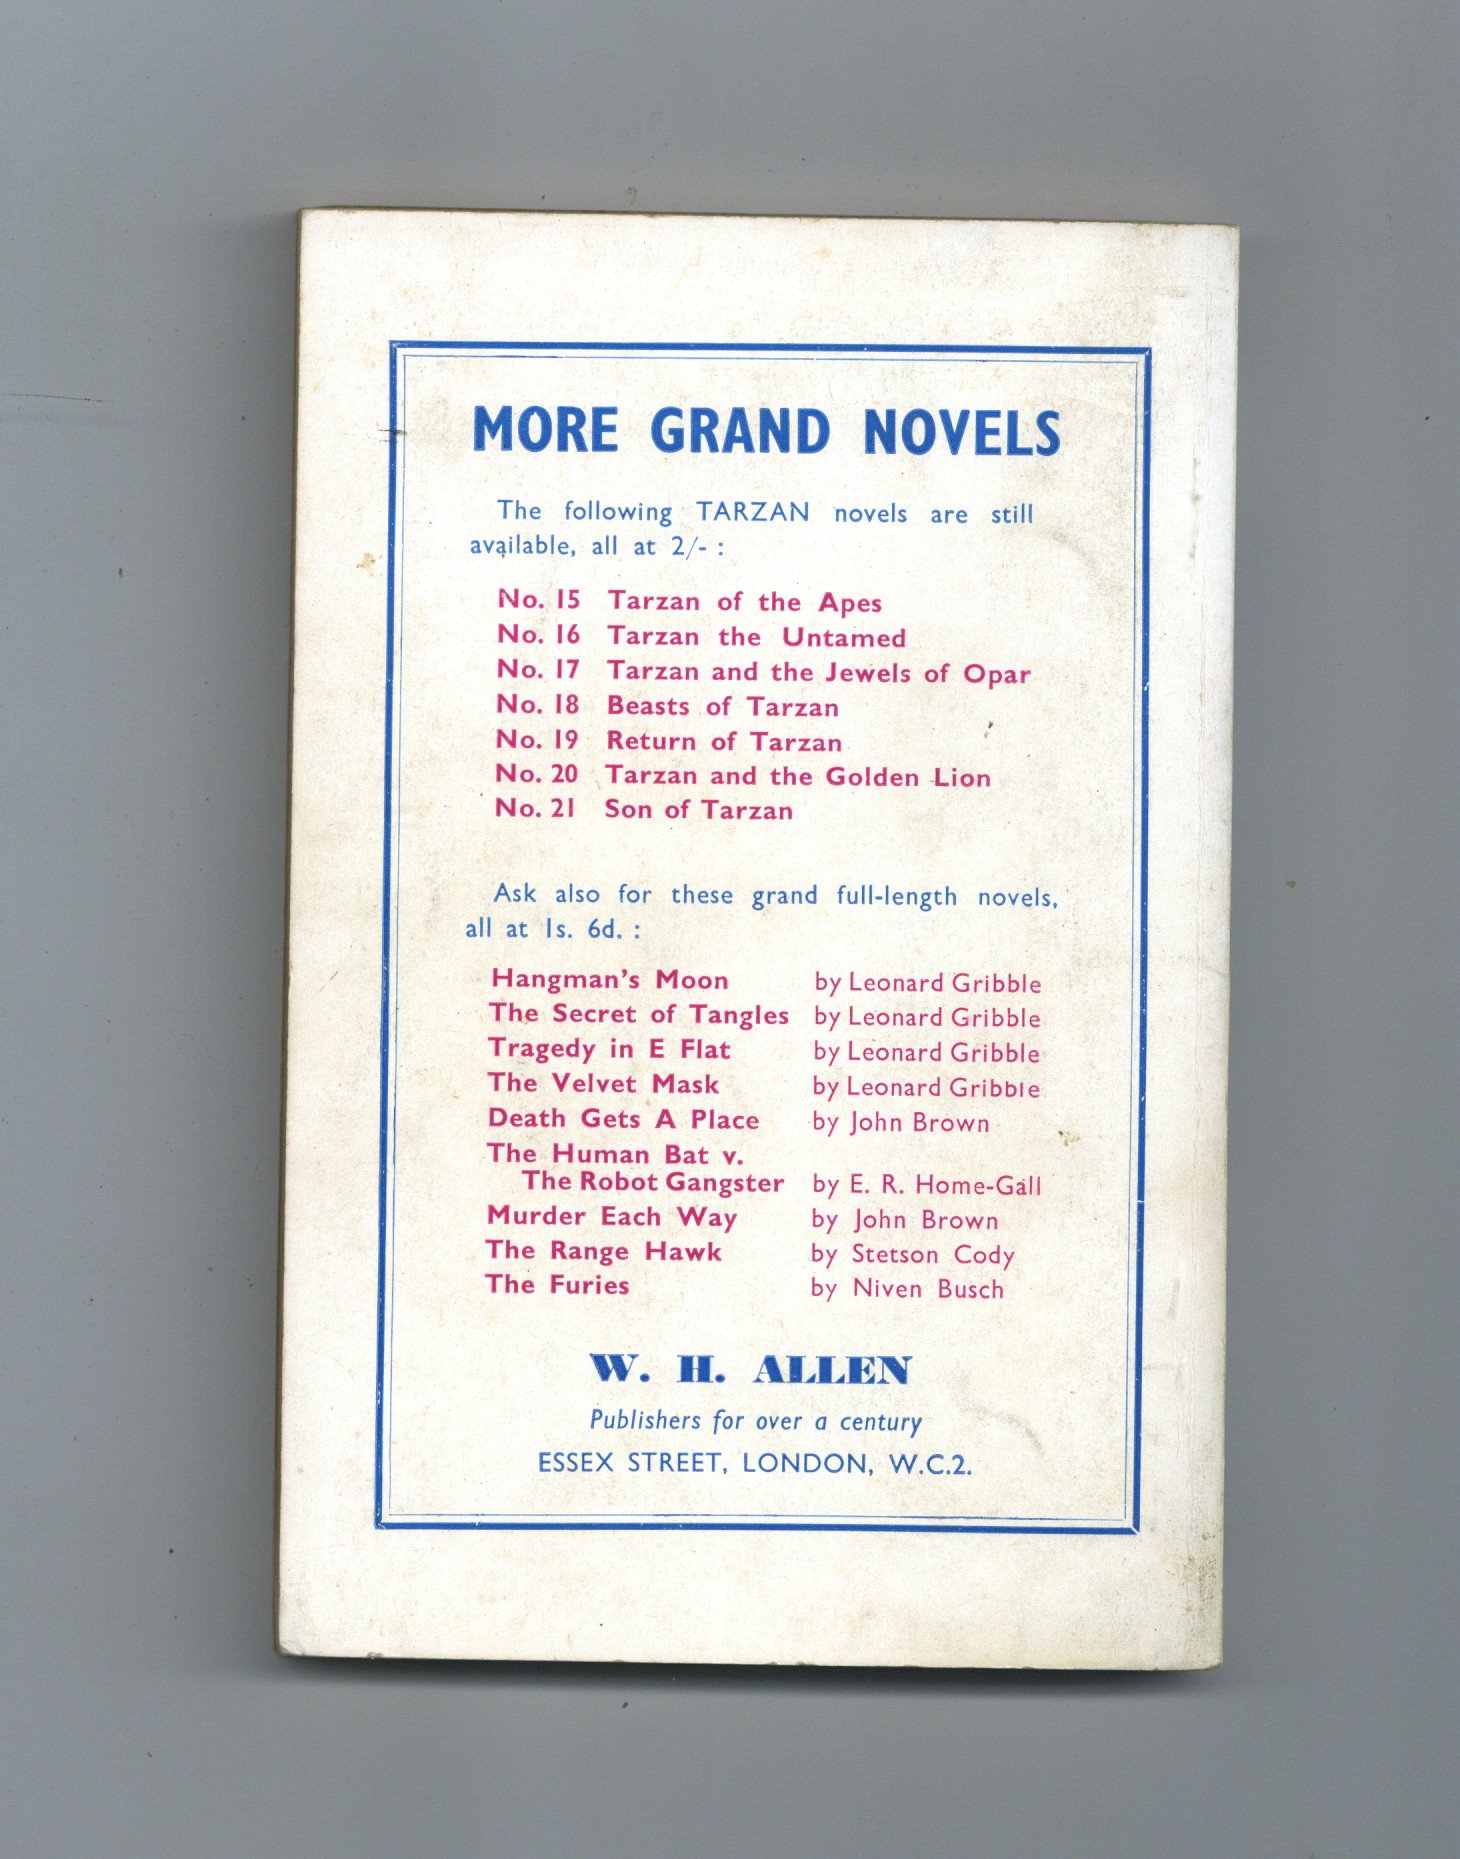 MORE GRAND NOVELS
The following TARZAN novels are still
available, all at 2/- :
No. 15 Tarzan of the Apes
No. 16 Tarzan the Untamed
No. 17 Tarzan and the Jewels of Opar
No. 18 Beasts of Tarzan
No. 19 Return of Tarzan
No. 20 Tarzan and the Golden Lion
No. 21 Son of Tarzan
Ask also for these grand full-length novels,
all at 1s. 6d. :
Hangman's Moon by Leonard Gribble
The Secret of Tangles by Leonard Gribble
Tragedy in E Flat by Leonard Gribble
The Velvet Mask by Leonard Gribble
Death Gets A Place by John Brown
The Human Bat v.
The Robot Gangster by E. R. Home-Gall
Murder Each Way by John Brown
The Range Hawk by Stetson Cody
The Furies by Niven Busch
W. H. ALLEN
Publishers for over a century
ESSEX STREET, LONDON, W.C.2.